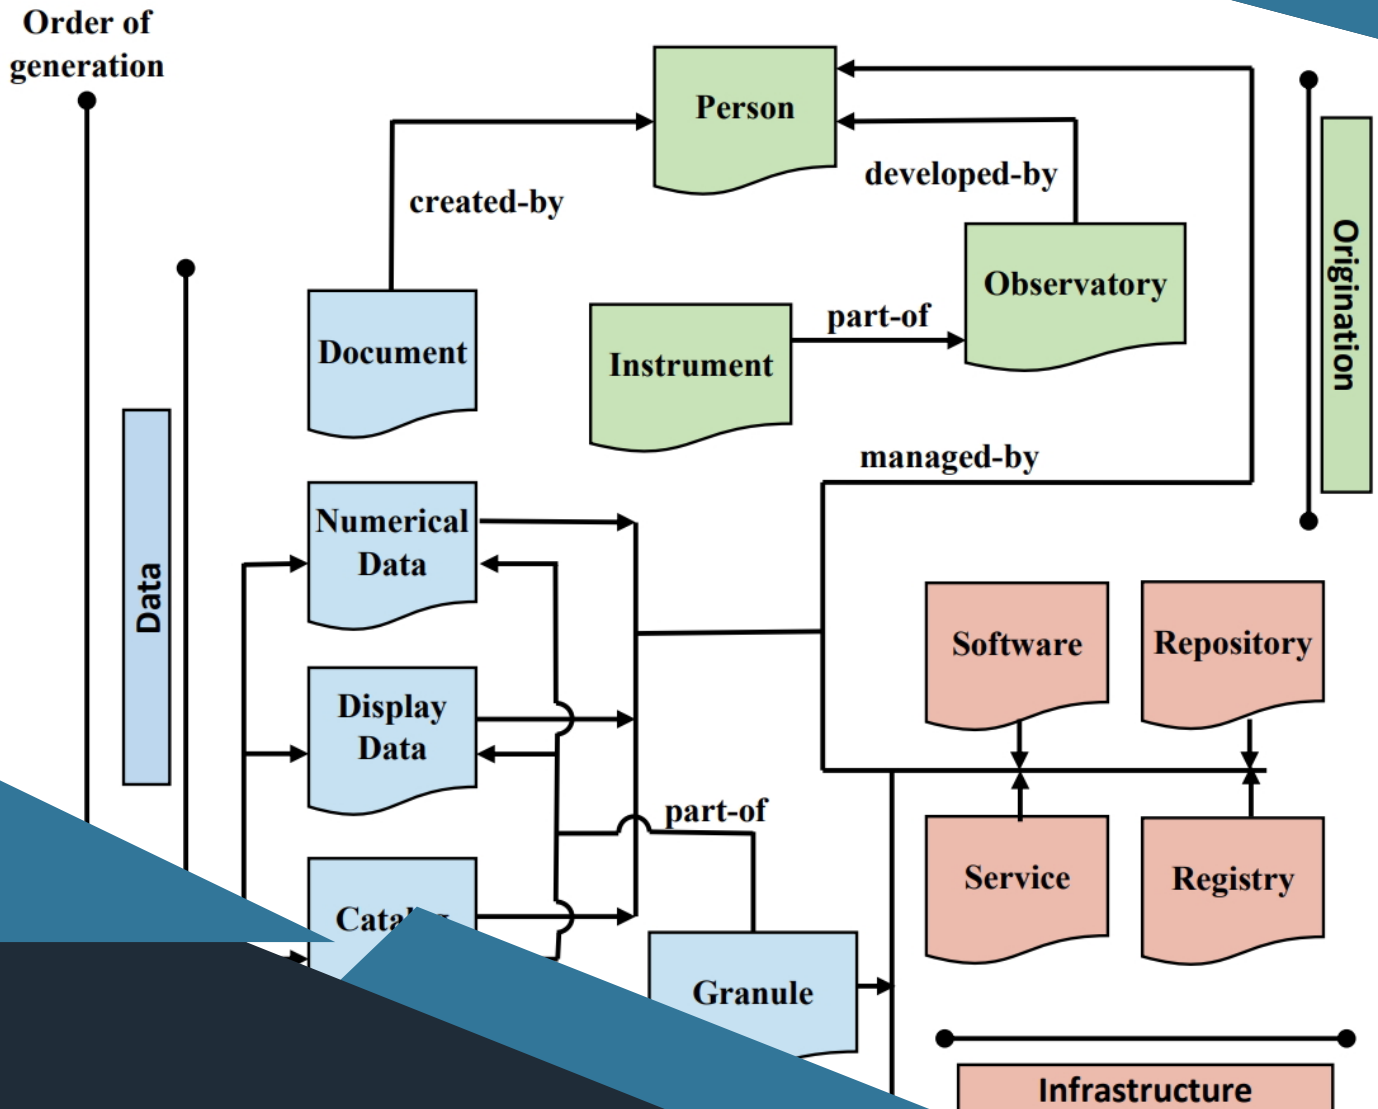 Order of
generation
Person
created-by
developed-by
Origination
Observatory
part-of
Document
Instrument
managed-by
Data
Numerical
Data
Software
Repository
Display
Data
part-of
Service
Registry
Granule
Infrastructure